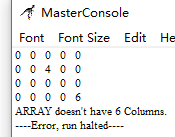 MasterConsole
Font Font Size Edit He
0 0 0 0 0
0 0 4 0 0
0 0 0 0 0
0 0 0 0 6
ARRAY doesn't have 6 Columns.
----Error, run halted----